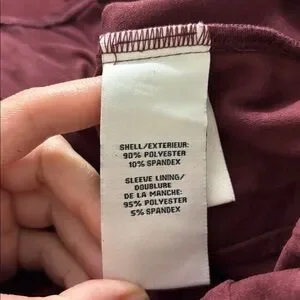 SHELL/EXTERIEUR:
90% POLYESTER
10% SPANDEX
SLEEVE LINING/
DOUBLURE
DE LA MANCHE:
95% POLYESTER
5% SPANDEX